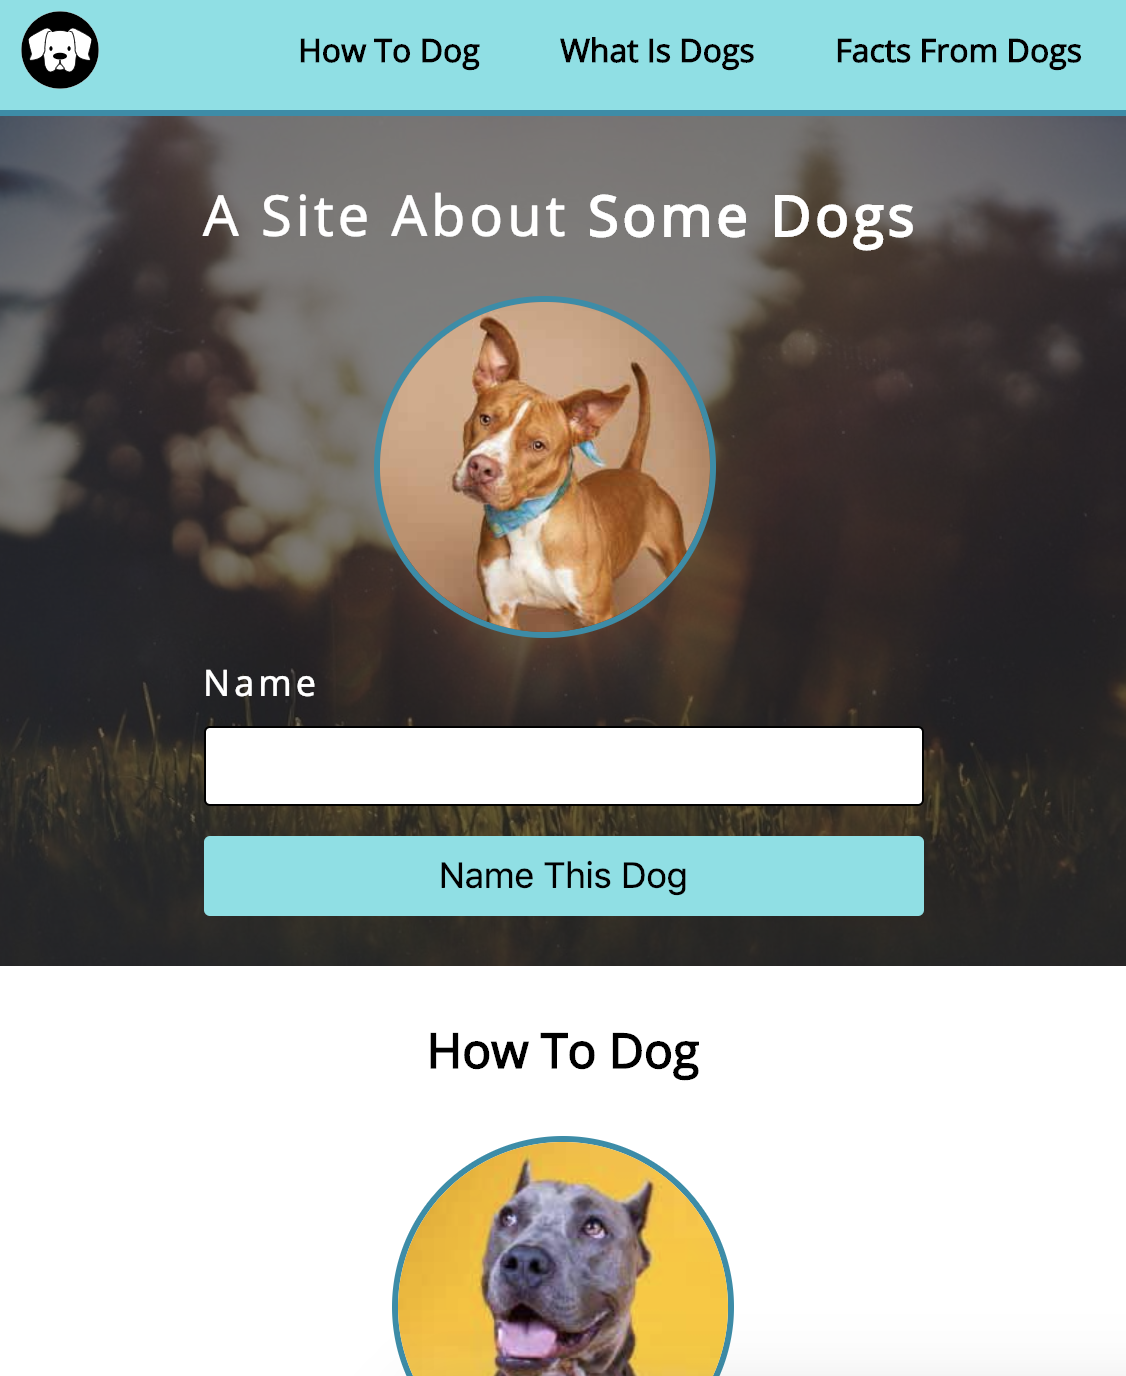 How To Dog What Is Dogs Facts From Dogs
A Site About Some Dogs
Name
Name This Dog
How To Dog